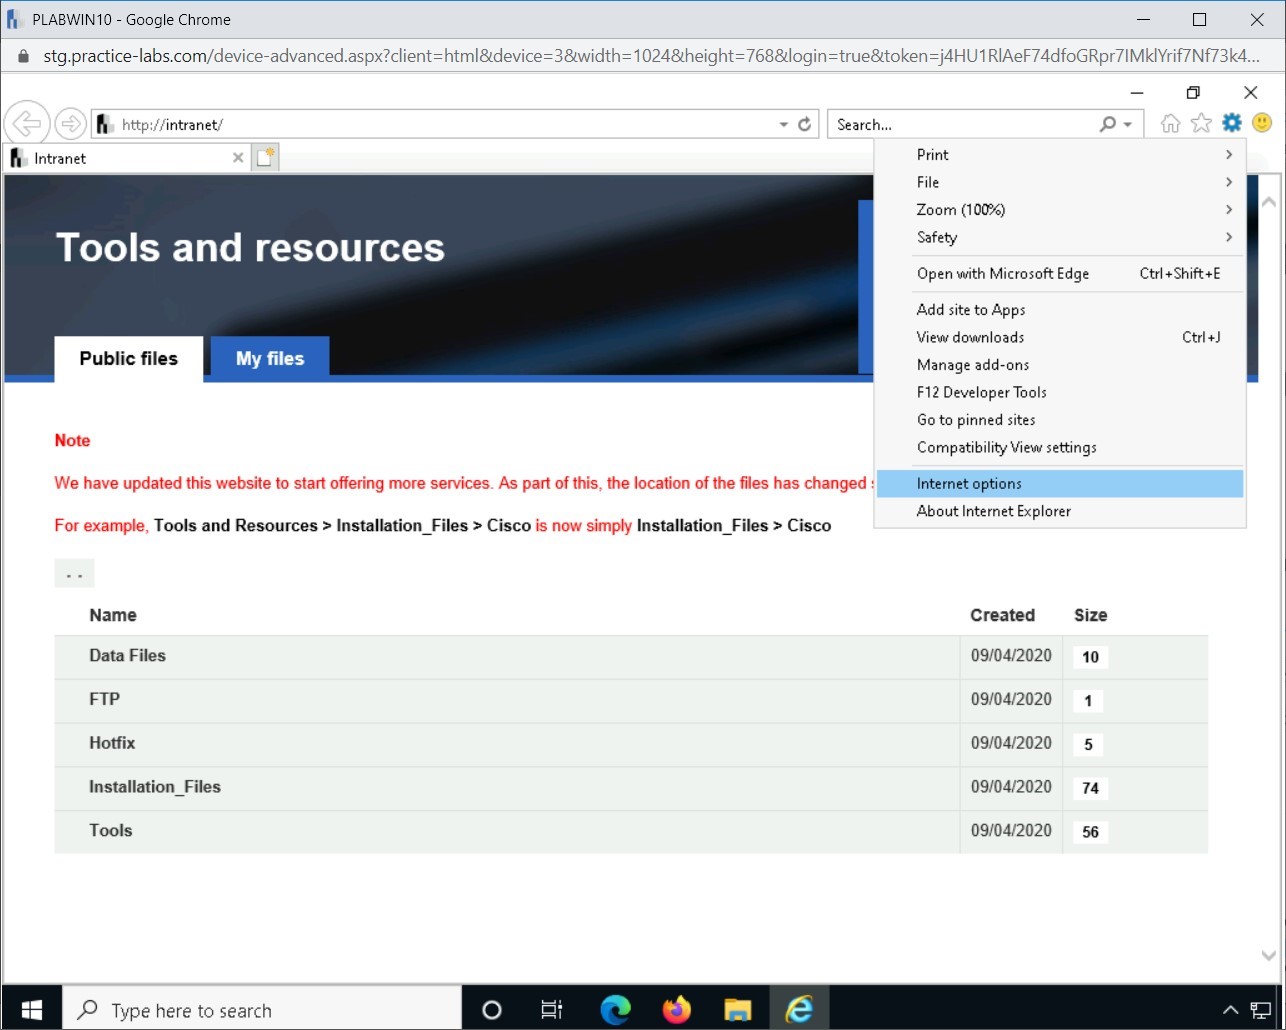 PLABWIN10 - Google Chrome
stg.practice-labs.com/device-advanced.aspx?client=html&device=3&width=1024&height=768&login=true&token=j4HU1RlAeF74dfoGRpr7IMklYrif7Nf73k4...
http://intranet/
Search...
Intranet
Print
File
Zoom (100%)
Safety
Open with Microsoft Edge Ctrl+Shift+E
Add site to Apps
View downloads Ctrl+J
Manage add-ons
F12 Developer Tools
Go to pinned sites
Compatibility View settings
Internet options
About Internet Explorer
Tools and resources
Public files
My files
Note
We have updated this website to start offering more services. As part of this, the location of the files has changed
For example, Tools and Resources > Installation_Files > Cisco is now simply Installation_Files > Cisco
. .
Name Created Size
Data Files 09/04/2020 10
FTP 09/04/2020 1
Hotfix 09/04/2020 5
Installation_Files 09/04/2020 74
Tools 09/04/2020 56
Type here to search